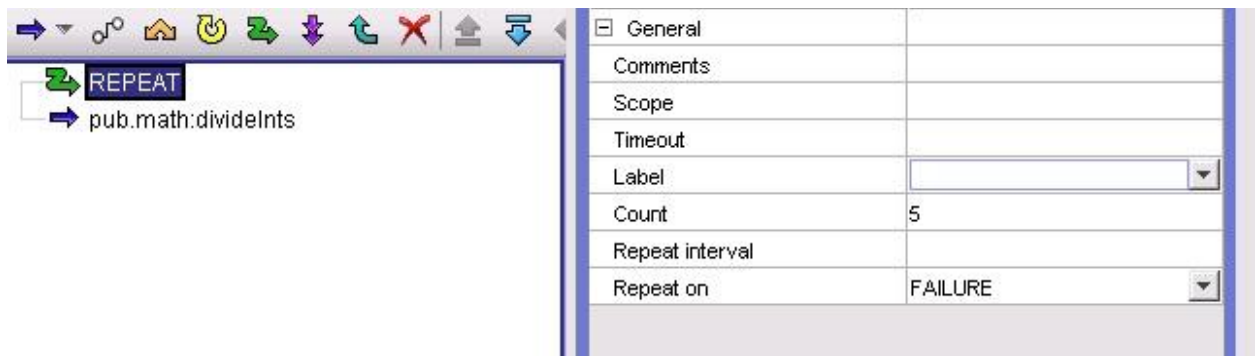 REPEAT
pub.math:divideInts
General
Comments
Scope
Timeout
Label
Count 5
Repeat interval
Repeat on FAILURE